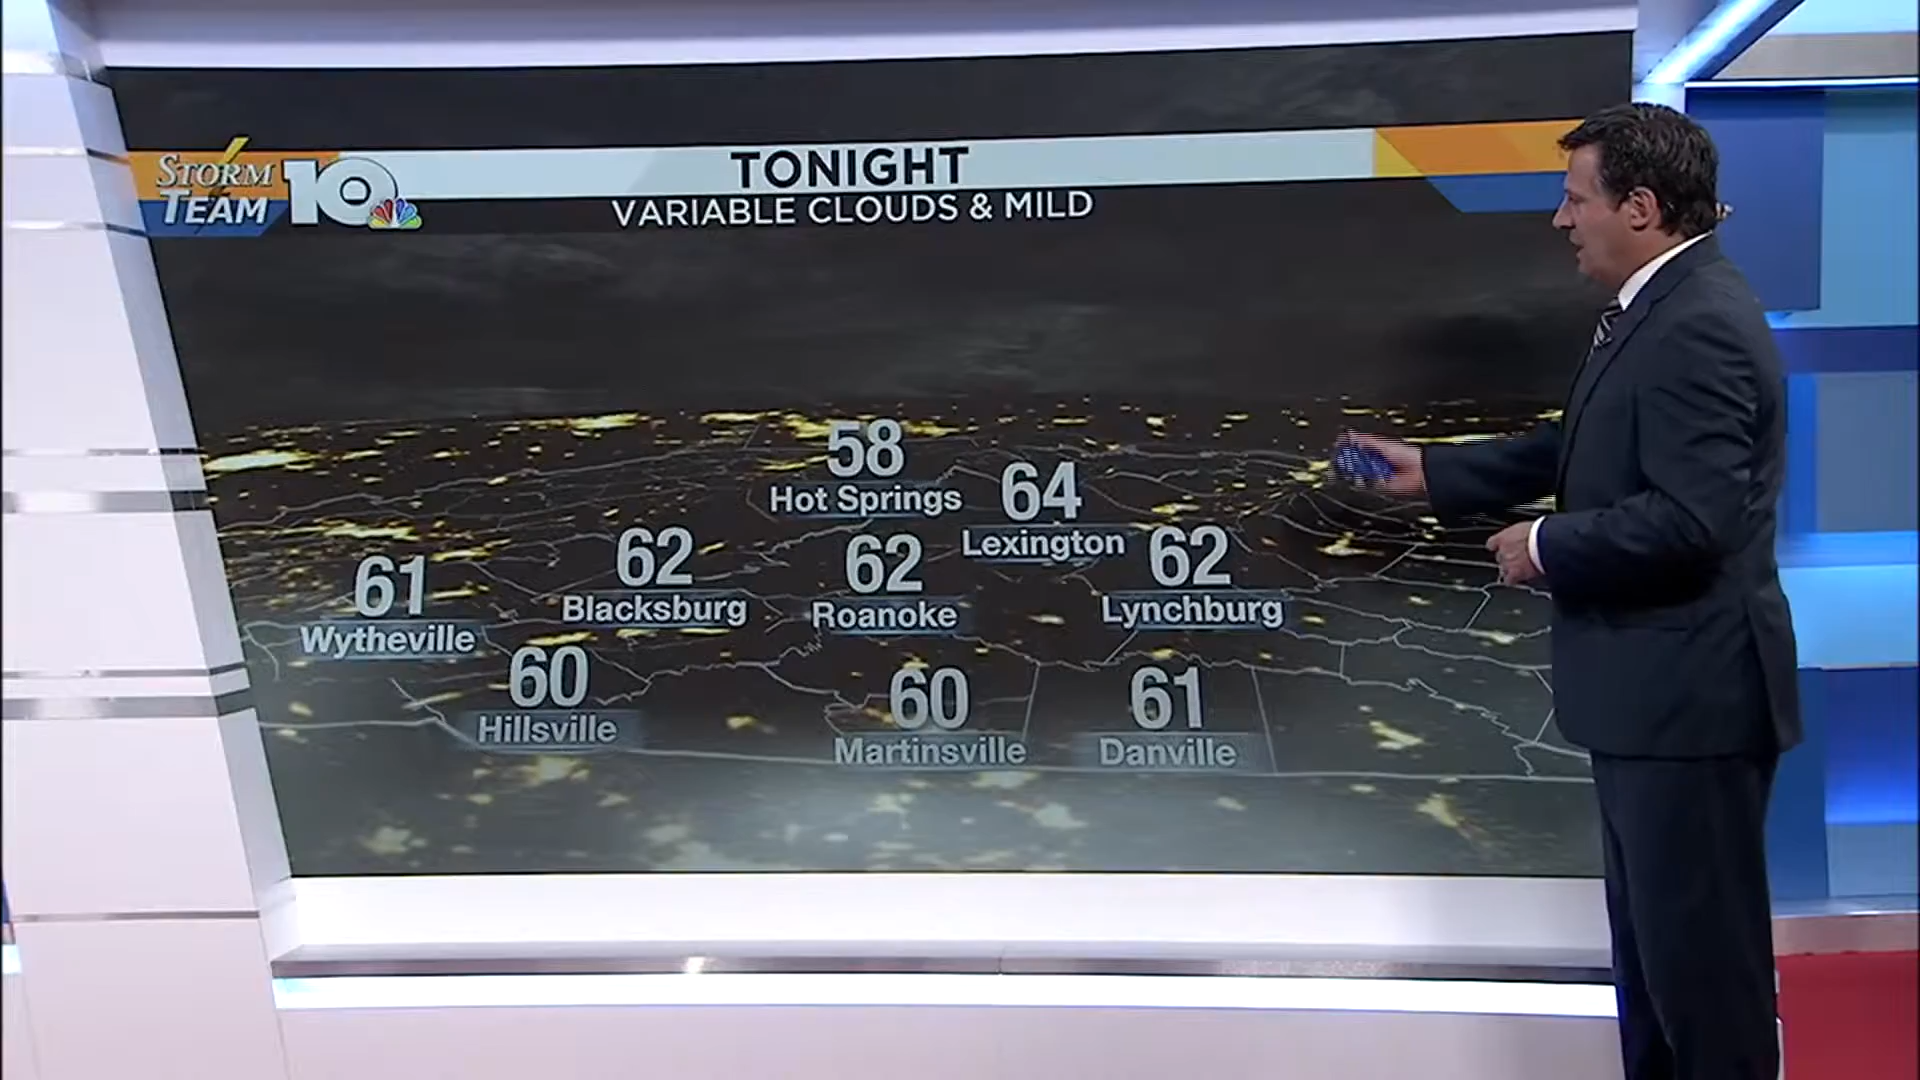 STORM
TEAM
10
TONIGHT
VARIABLE CLOUDS & MILD
58
Hot Springs
64
Lexington
61
Wytheville
62
Blacksburg
62
Roanoke
62
Lynchburg
60
Hillsville
60
Martinsville
61
Danville